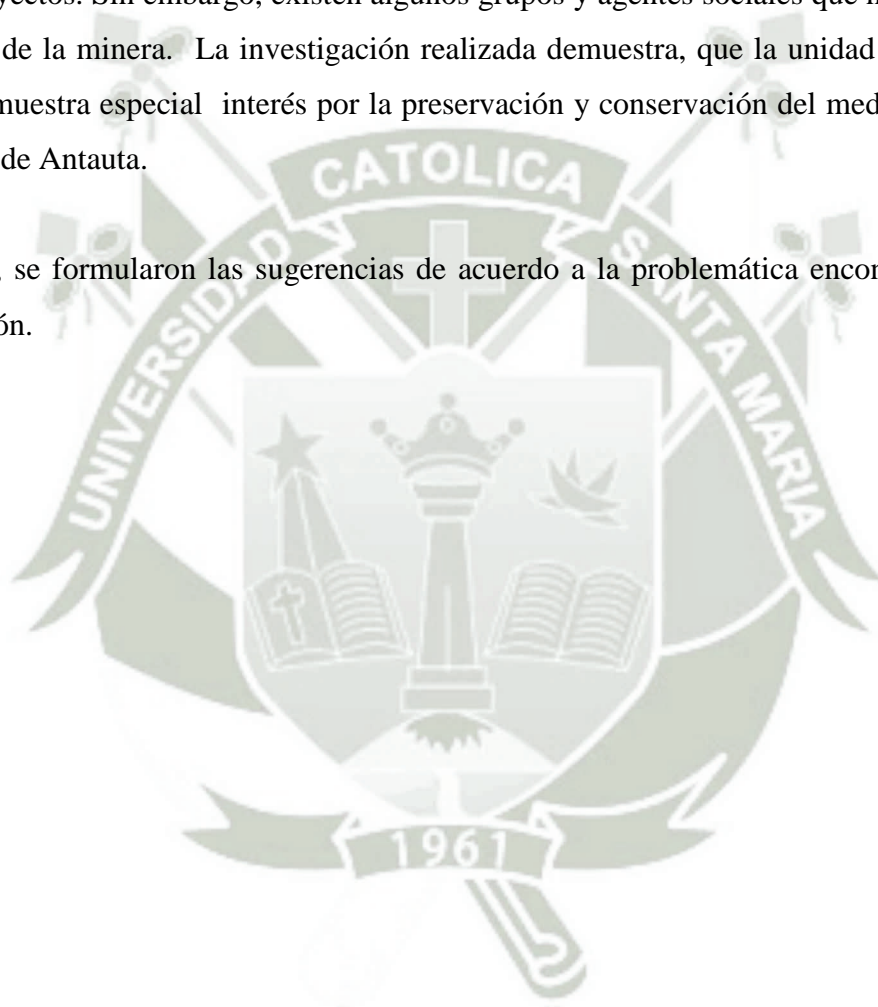 yectos. Sin embargo, existen algunos grupos y agentes sociales que
de la minera. La investigación realizada demuestra, que la unidad
muestra especial interés por la preservación y conservación del med
de Antauta.
, se formularon las sugerencias de acuerdo a la problemática encon
ón.
UNIVERSIDAD CATOLICA SANTA MARIA
1961